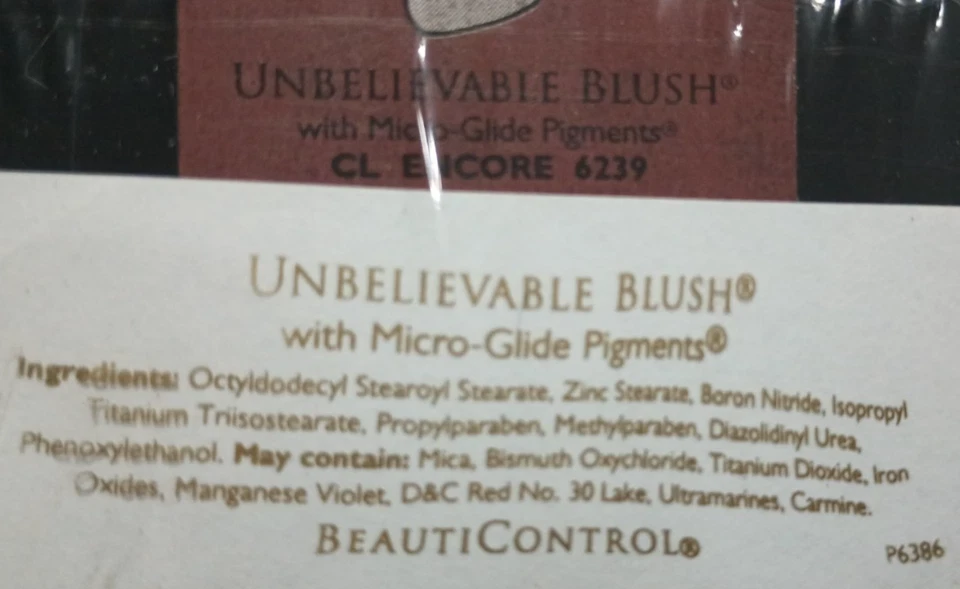 UNBELIEVABLE BLUSH®
with Micro-Glide Pigments®
CL ENCORE 6239
UNBELIEVABLE BLUSH®
with Micro-Glide Pigments®
Ingredients: Octyldodecyl Stearoyl Stearate, Zinc Stearate, Boron Nitride, Isopropyl
Titanium Triisostearate, Propylparaben, Methylparaben, Diazolidinyl Urea,
Phenoxylethanol. May contain: Mica, Bismuth Oxychloride, Titanium Dioxide, Iron
Oxides, Manganese Violet, D&C Red No. 30 Lake, Ultramarines, Carmine.
BEAUTICONTROL®
P6386